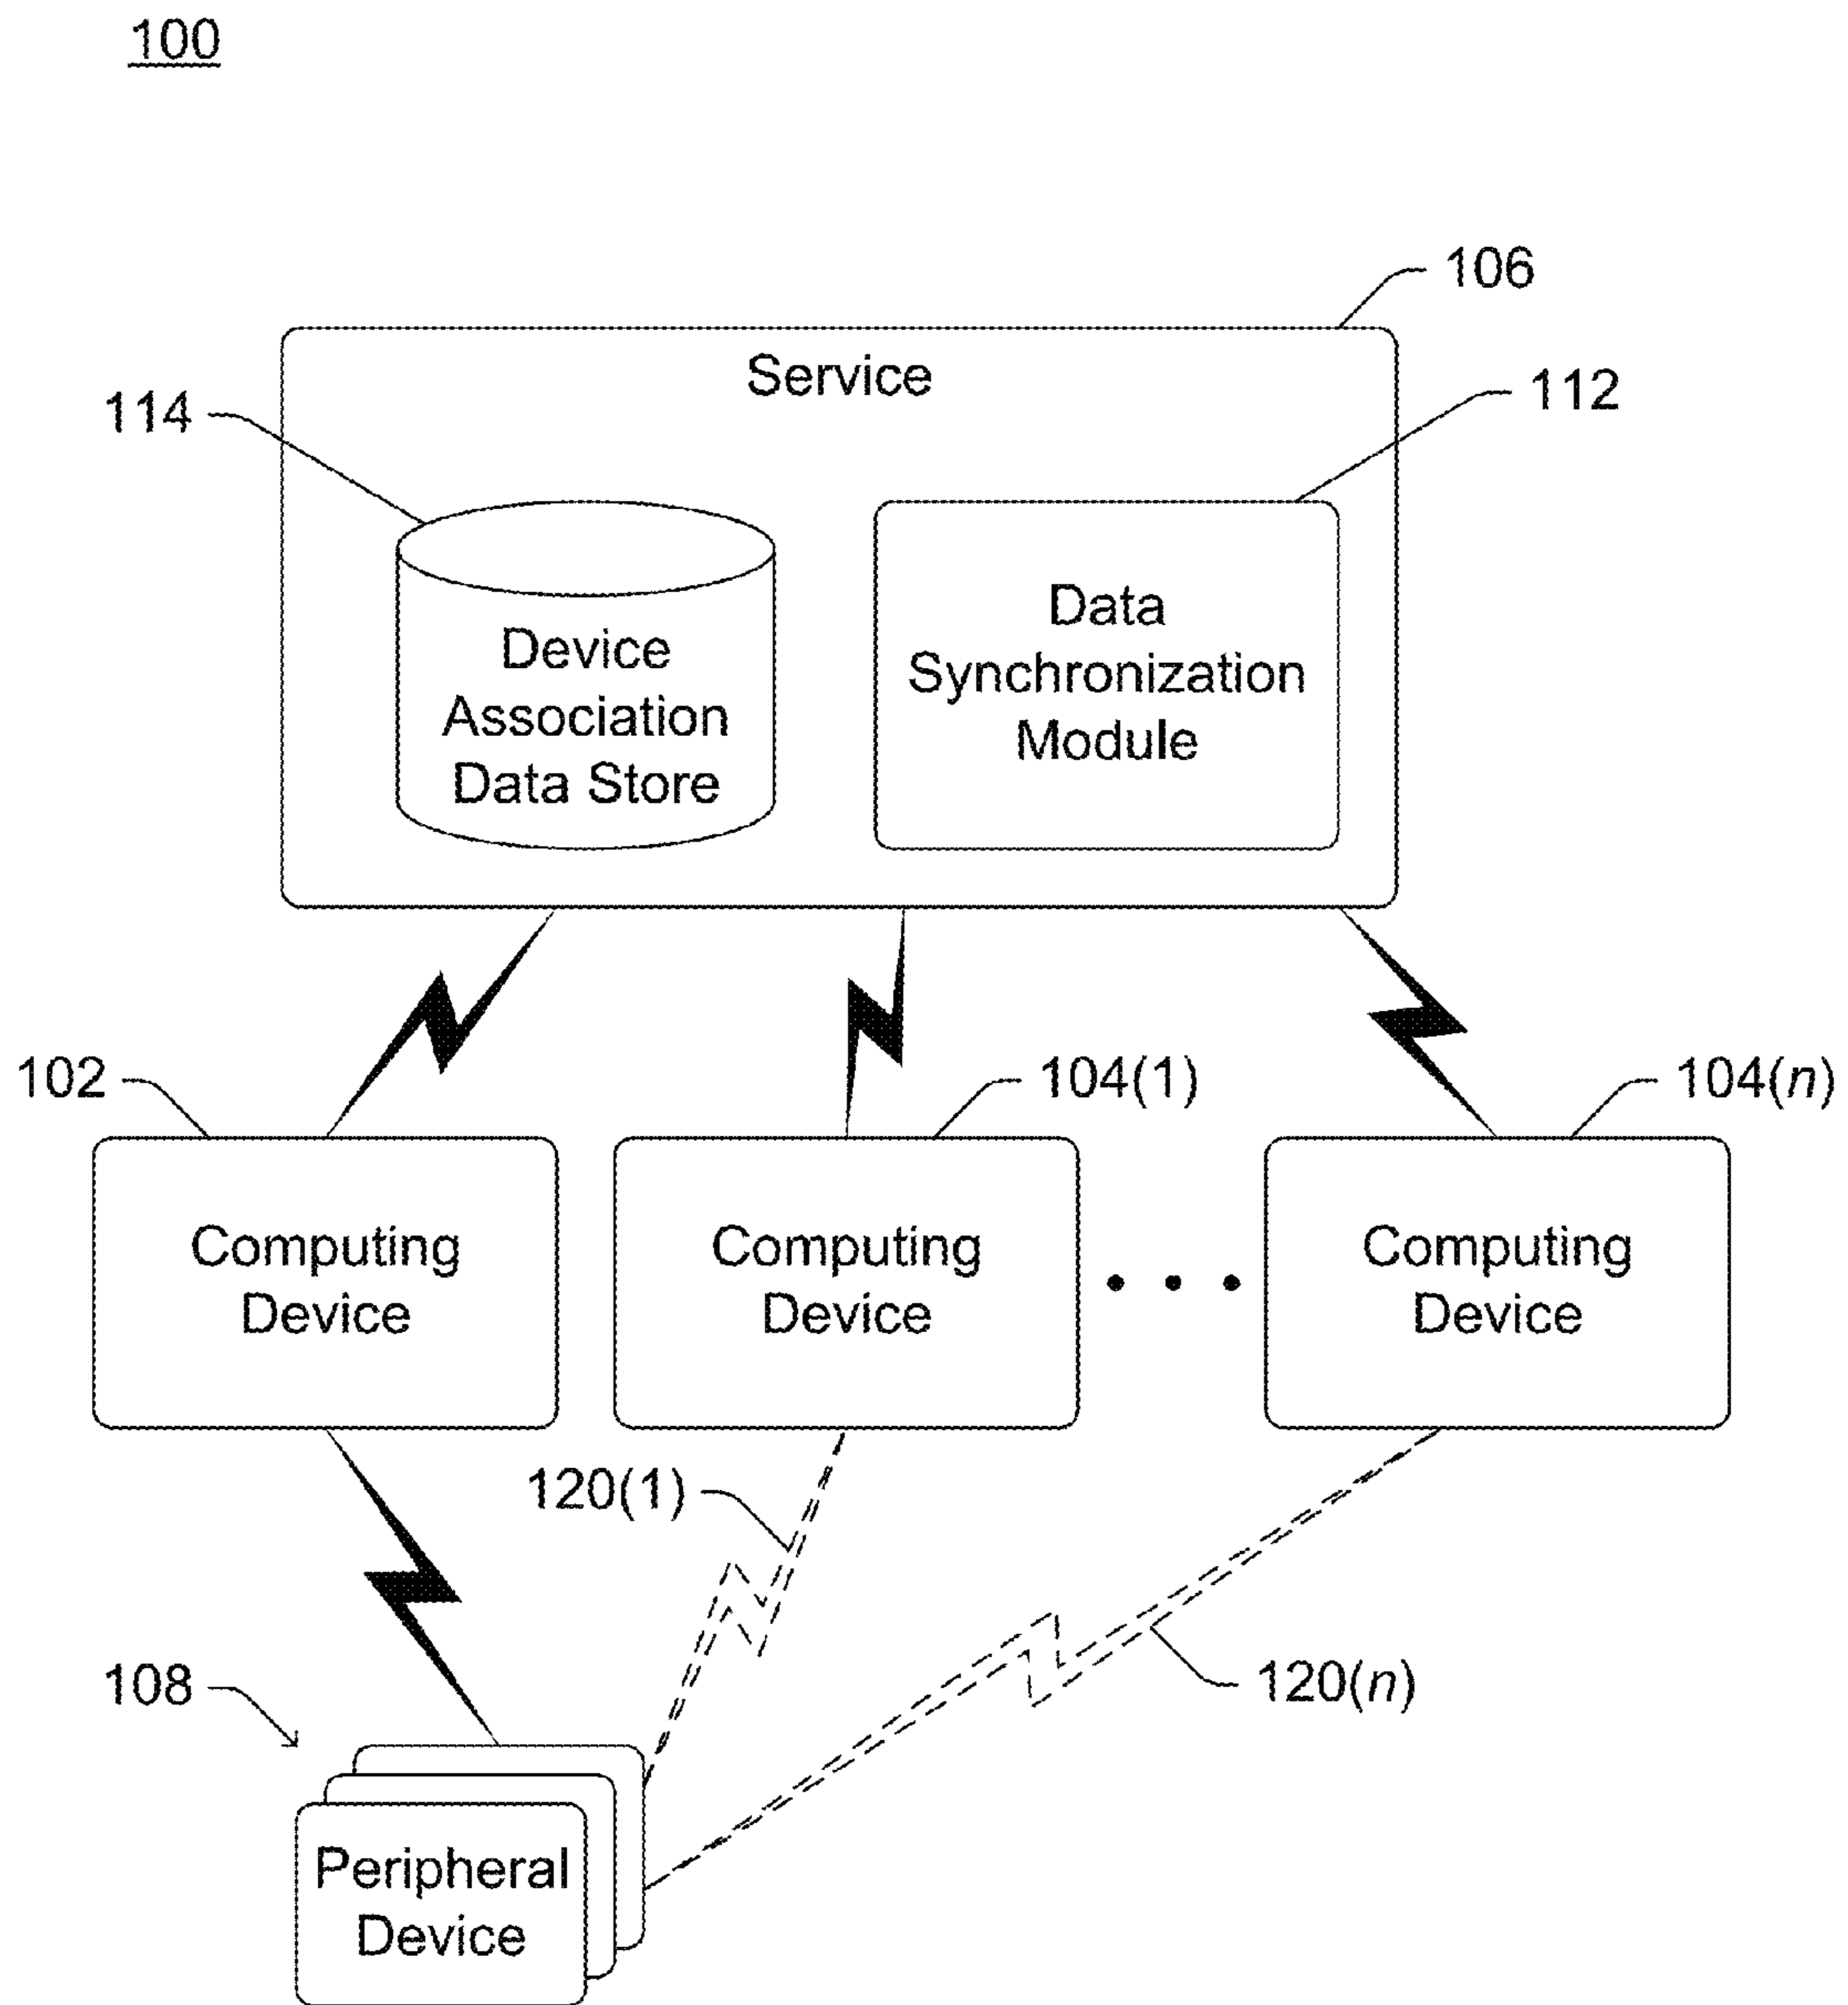 100
106
Service
114
112
Device
Association
Data Store
Data
Synchronization
Module
102
104(1)
104(n)
Computing
Device
Computing
Device
• • •
Computing
Device
120(1)
120(n)
108
Peripheral
Device